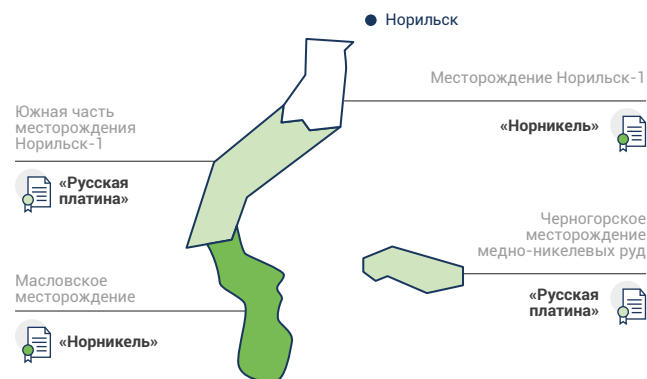 Норильск
Месторождение Норильск-1
«Норникель»
Южная часть
месторождения
Норильск-1
«Русская
платина»
Черногорское
месторождение
медно-никелевых руд
«Русская
платина»
Масловское
месторождение
«Норникель»